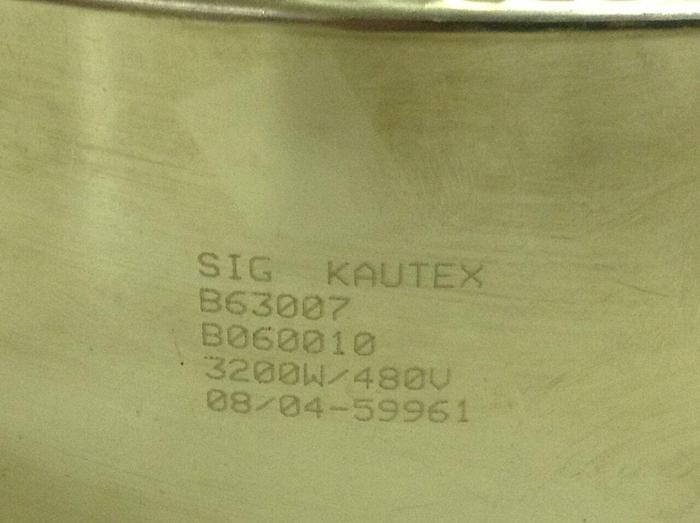 SIG KAUTEX
B63007
B060010
3200W/480V
08/04-59961